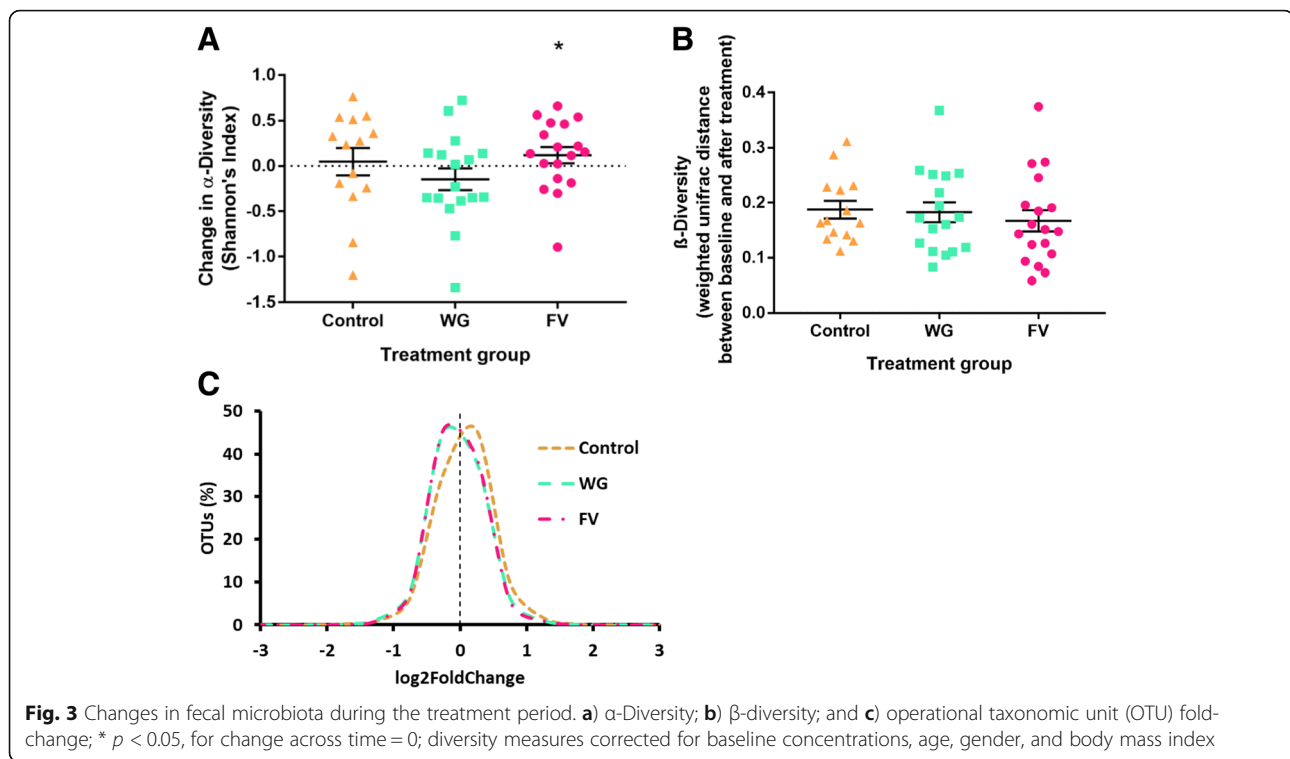 A
*
Change in α-Diversity
(Shannon's Index)
1.0
0.5
0.0
-0.5
-1.0
-1.5
Control WG FV
Treatment group
B
ß-Diversity
(weighted unifrac distance
between baseline and after treatment)
0.4
0.3
0.2
0.1
0.0
Control WG FV
Treatment group
C
OTUs (%)
50
40
30
20
10
0
-3 -2 -1 0 1 2 3
log2FoldChange
Control
WG
FV
Fig. 3 Changes in fecal microbiota during the treatment period. a) α-Diversity; b) β-diversity; and c) operational taxonomic unit (OTU) fold-
change; * p < 0.05, for change across time = 0; diversity measures corrected for baseline concentrations, age, gender, and body mass index